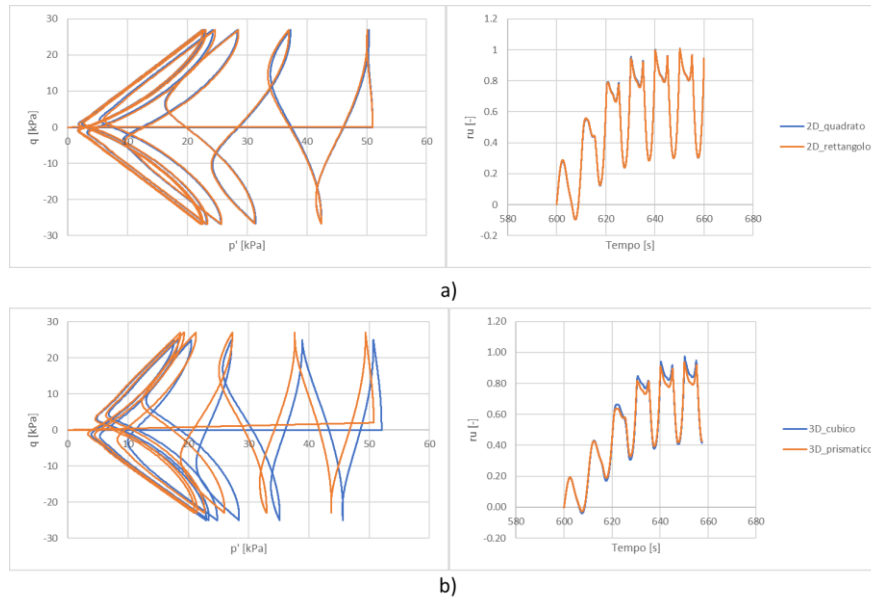 30
20
10
0
-10
-20
-30
q [kPa]
0 10 20 30 40 50 60
p' [kPa]
1.2
1
0.8
0.6
0.4
0.2
0
-0.2
ru [-]
580 600 620 640 660 680
Tempo [s]
2D_quadrato
2D_rettangolo
a)
30
20
10
0
-10
-20
-30
q [kPa]
0 10 20 30 40 50 60
p' [kPa]
1.20
1.00
0.80
0.60
0.40
0.20
0.00
-0.20
ru [-]
580 600 620 640 660 680
Tempo [s]
3D_cubico
3D_prismatico
b)